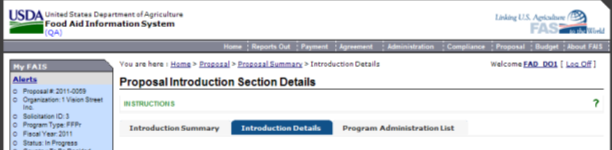 USDA United States Department of Agriculture
Food Aid Information System
(QA)
Linking U.S. Agriculture
FAS to the World
Home Reports Out Payment Agreement Administration Compliance Proposal Budget About FAIS
My FAIS
You are here : Home > Proposal > Proposal Summary > Introduction Details
Welcome FAD_DO1 [ Log Off ]
Alerts
Proposal Introduction Section Details
Proposal #: 2011-0059
Organization: 1 Vision Street Inc.
Solicitation ID: 3
Program Type: FFPr
Fiscal Year: 2011
Status: In Progress
INSTRUCTIONS ?
Introduction Summary Introduction Details Program Administration List